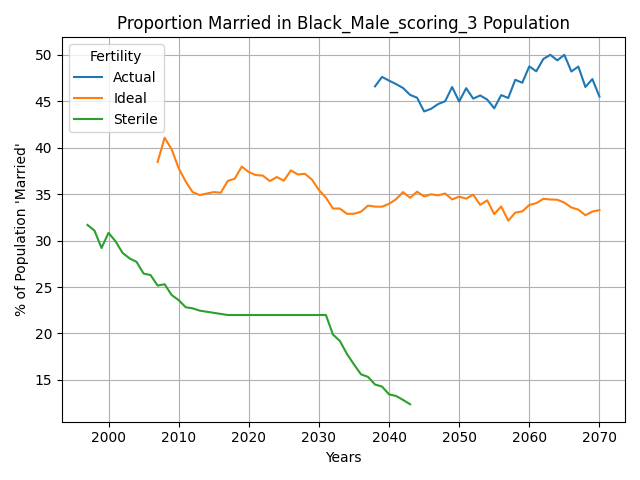 Proportion Married in Black_Male_scoring_3 Population
% of Population 'Married'
50
45
40
35
30
25
20
15
Fertility
Actual
Ideal
Sterile
2000 2010 2020 2030 2040 2050 2060 2070
Years